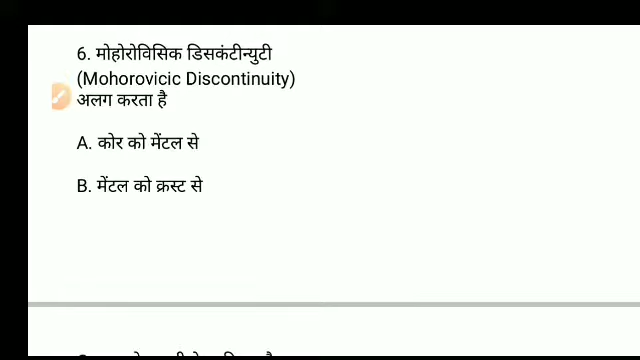 6. मोहोरोविसिक डिसकंटीन्युटी
(Mohorovicic Discontinuity)
अलग करता है
A. कोर को मेंटल से
B. मेंटल को क्रस्ट से